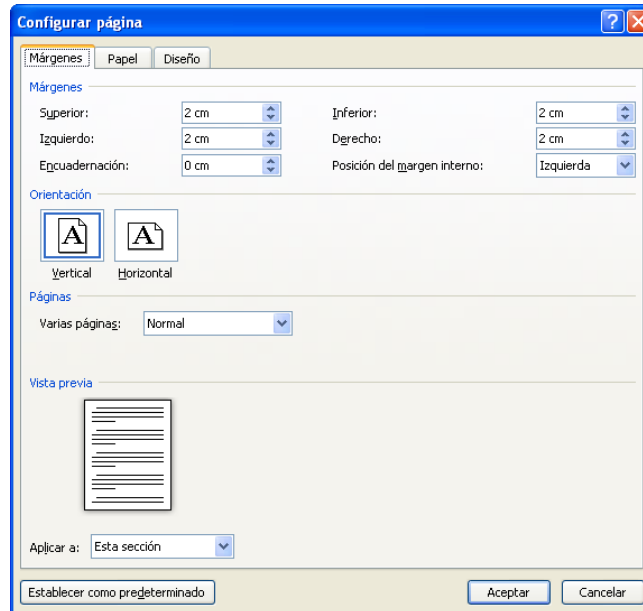 Configurar página
Márgenes Papel Diseño
Márgenes
Superior: 2 cm Inferior: 2 cm
Izquierdo: 2 cm Derecho: 2 cm
Encuadernación: 0 cm Posición del margen interno: Izquierda
Orientación
A A
Vertical Horizontal
Páginas
Varias páginas: Normal
Vista previa
Aplicar a: Esta sección
Establecer como predeterminado Aceptar Cancelar